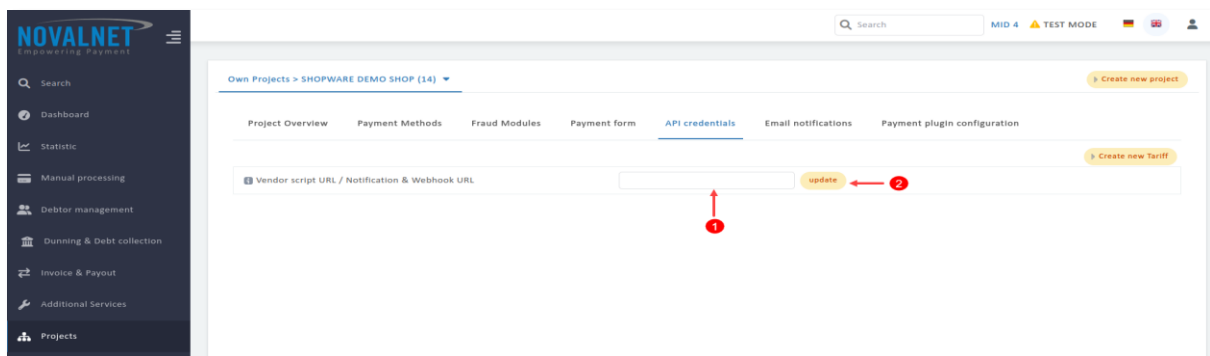 NOVALNET
Empowering Payment
Search
MID 4 TEST MODE
Search
Dashboard
Statistic
Manual processing
Debtor management
Dunning & Debt collection
Invoice & Payout
Additional Services
Projects
Own Projects > SHOPWARE DEMO SHOP (14)
Create new project
Project Overview Payment Methods Fraud Modules Payment form API credentials Email notifications Payment plugin configuration
Create new Tariff
Vendor script URL / Notification & Webhook URL
update
2
1